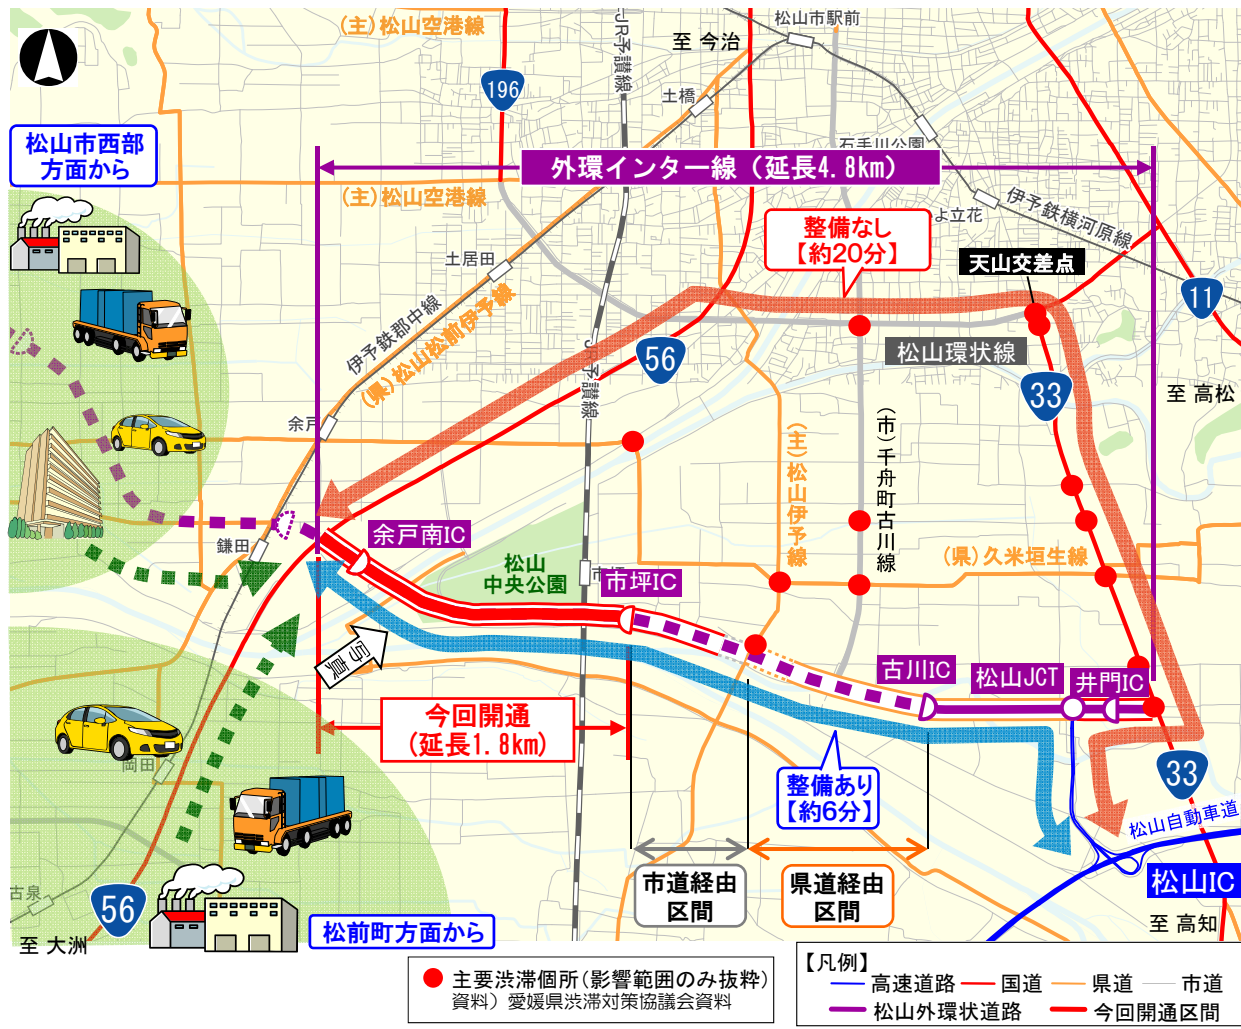 (主)松山空港線
JR予讃線
松山市駅前
至 今治
196
土橋
石手川公園
松山市西部
方面から
外環インター線（延長4.8km）
(主)松山空港線
伊予鉄横河原線
よ立花
整備なし
【約20分】
天山交差点
土居田
11
伊予鉄郡中線
(県)松山松前伊予線
JR予讃線
56
松山環状線
33
至 高松
余戸
(主)松山伊予線
(市)千舟町古川線
余戸南IC
鎌田
松山
中央公園
市坪IC
(県)久米垣生線
写真
古川IC
松山JCT
井門IC
今回開通
(延長1.8km)
岡田
整備あり
【約6分】
33
松山自動車道
市道経由
区間
県道経由
区間
松山IC
古泉
56
松前町方面から
至 高知
至 大洲
主要渋滞個所(影響範囲のみ抜粋)
資料）愛媛県渋滞対策協議会資料
【凡例】
高速道路
国道
県道
市道
松山外環状道路
今回開通区間